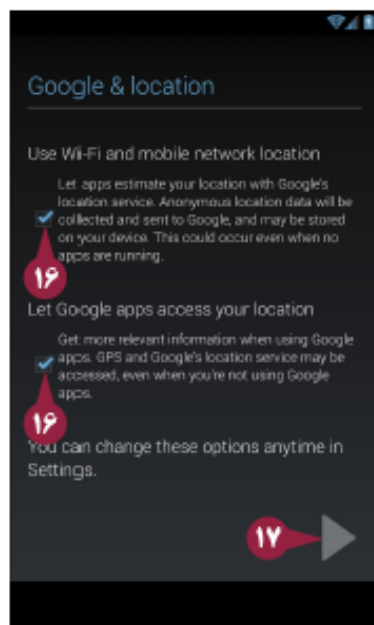 Google & location
Use Wi-Fi and mobile network location
Let apps estimate your location with Google's
location service. Anonymous location data will be
collected and sent to Google, and may be stored
on your device. This could occur even when no
apps are running.
۱۶
Let Google apps access your location
Get more relevant information when using Google
apps. GPS and Google's location service may be
accessed, even when you're not using Google
apps.
۱۶
You can change these options anytime in
Settings.
۱۷